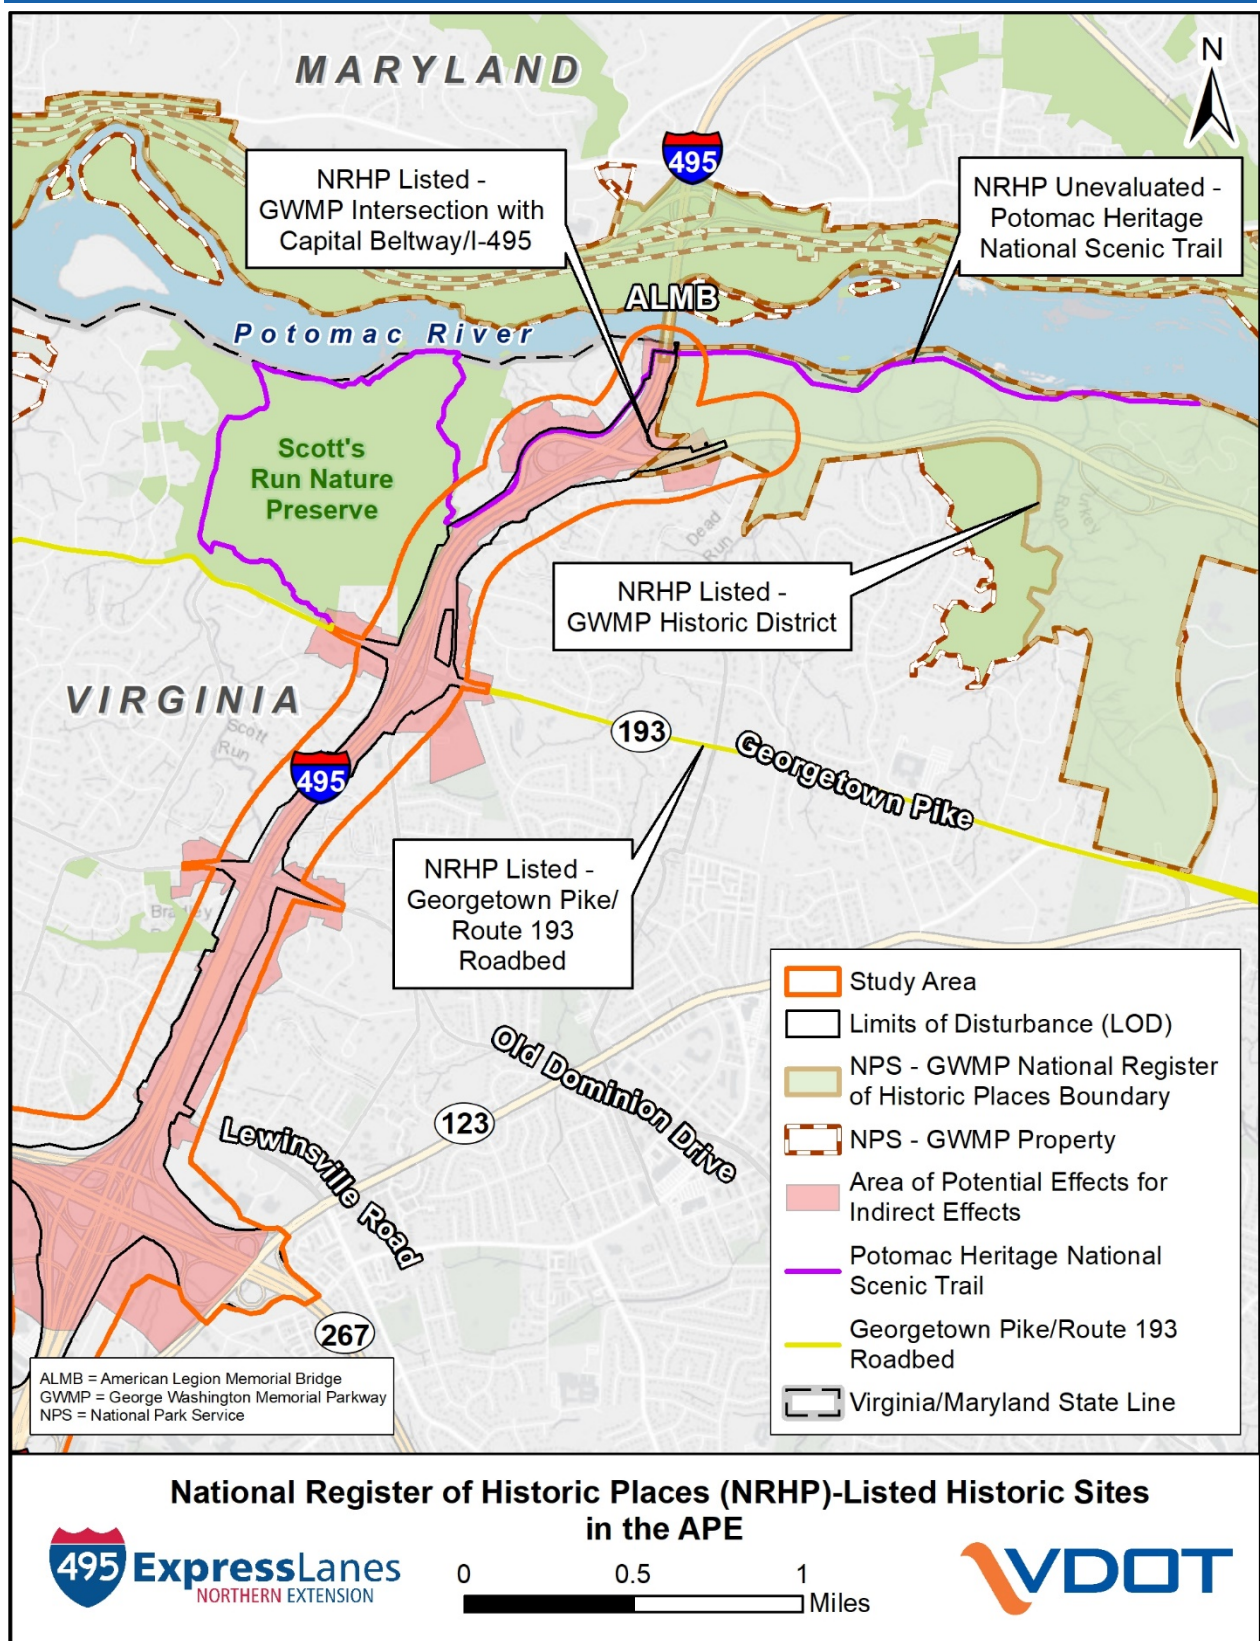 MARYLAND
N
495
NRHP Listed -
GWMP Intersection with
Capital Beltway/I-495
NRHP Unevaluated -
Potomac Heritage
National Scenic Trail
ALMB
Potomac River
Scott's
Run Nature
Preserve
Dead
Run
Turkey
Run
NRHP Listed -
GWMP Historic District
VIRGINIA
Scott
Run
193
Georgetown Pike
495
NRHP Listed -
Georgetown Pike/
Route 193
Roadbed
Old Dominion Drive
123
Lewinsville Road
267
Study Area
Limits of Disturbance (LOD)
NPS - GWMP National Register
of Historic Places Boundary
NPS - GWMP Property
Area of Potential Effects for
Indirect Effects
Potomac Heritage National
Scenic Trail
Georgetown Pike/Route 193
Roadbed
Virginia/Maryland State Line
ALMB = American Legion Memorial Bridge
GWMP = George Washington Memorial Parkway
NPS = National Park Service
National Register of Historic Places (NRHP)-Listed Historic Sites
in the APE
495 ExpressLanes
NORTHERN EXTENSION
0 0.5 1
Miles
VDOT